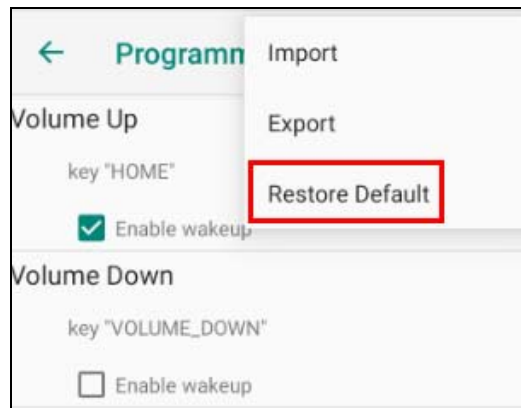 Programm
Import
Export
Restore Default
Volume Up
key "HOME"
Enable wakeup
Volume Down
key "VOLUME_DOWN"
Enable wakeup